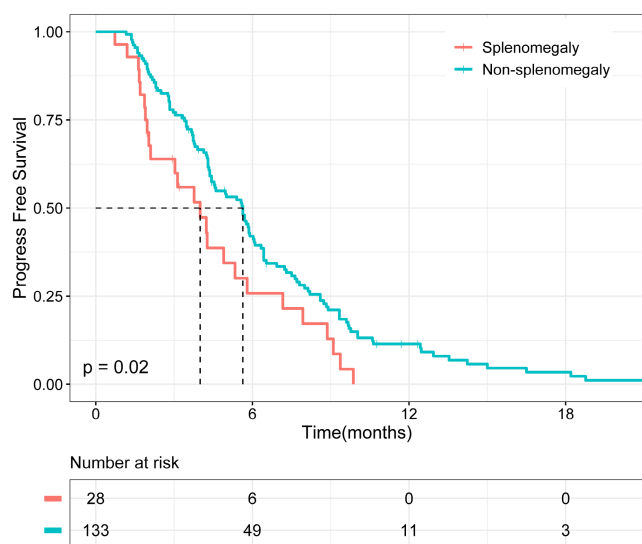 1.00
Splenomegaly
Non-splenomegaly
0.75
0.50
0.25
p = 0.02
0.00
0 6 12 18
Time(months)
Progress Free Survival
Number at risk
28 6 0 0
133 49 11 3